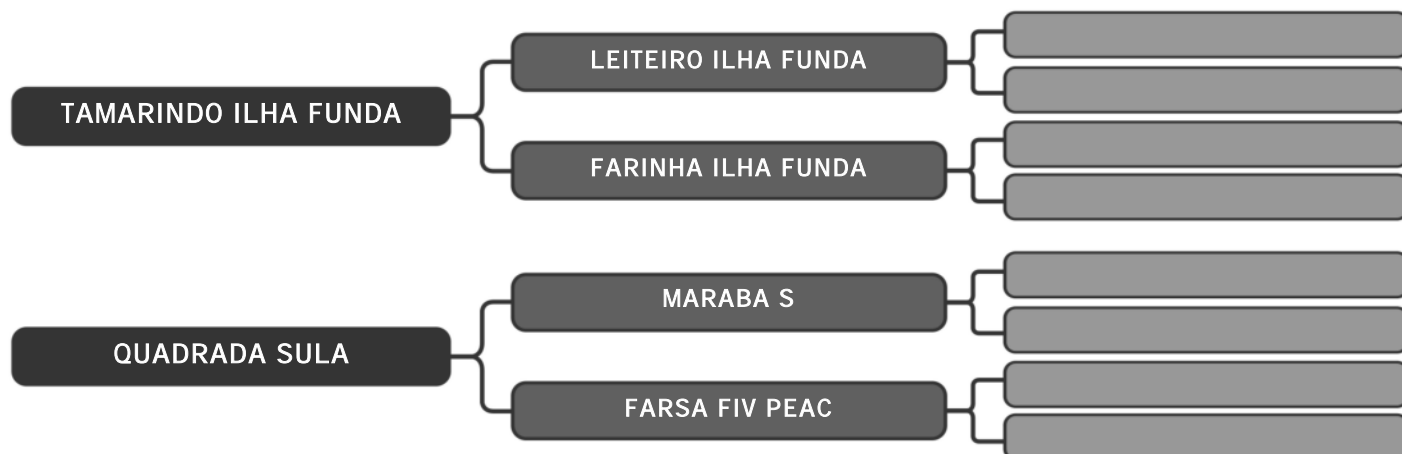 LEITEIRO ILHA FUNDA
TAMARINDO ILHA FUNDA
FARINHA ILHA FUNDA
MARABA S
QUADRADA SULA
FARSA FIV PEAC